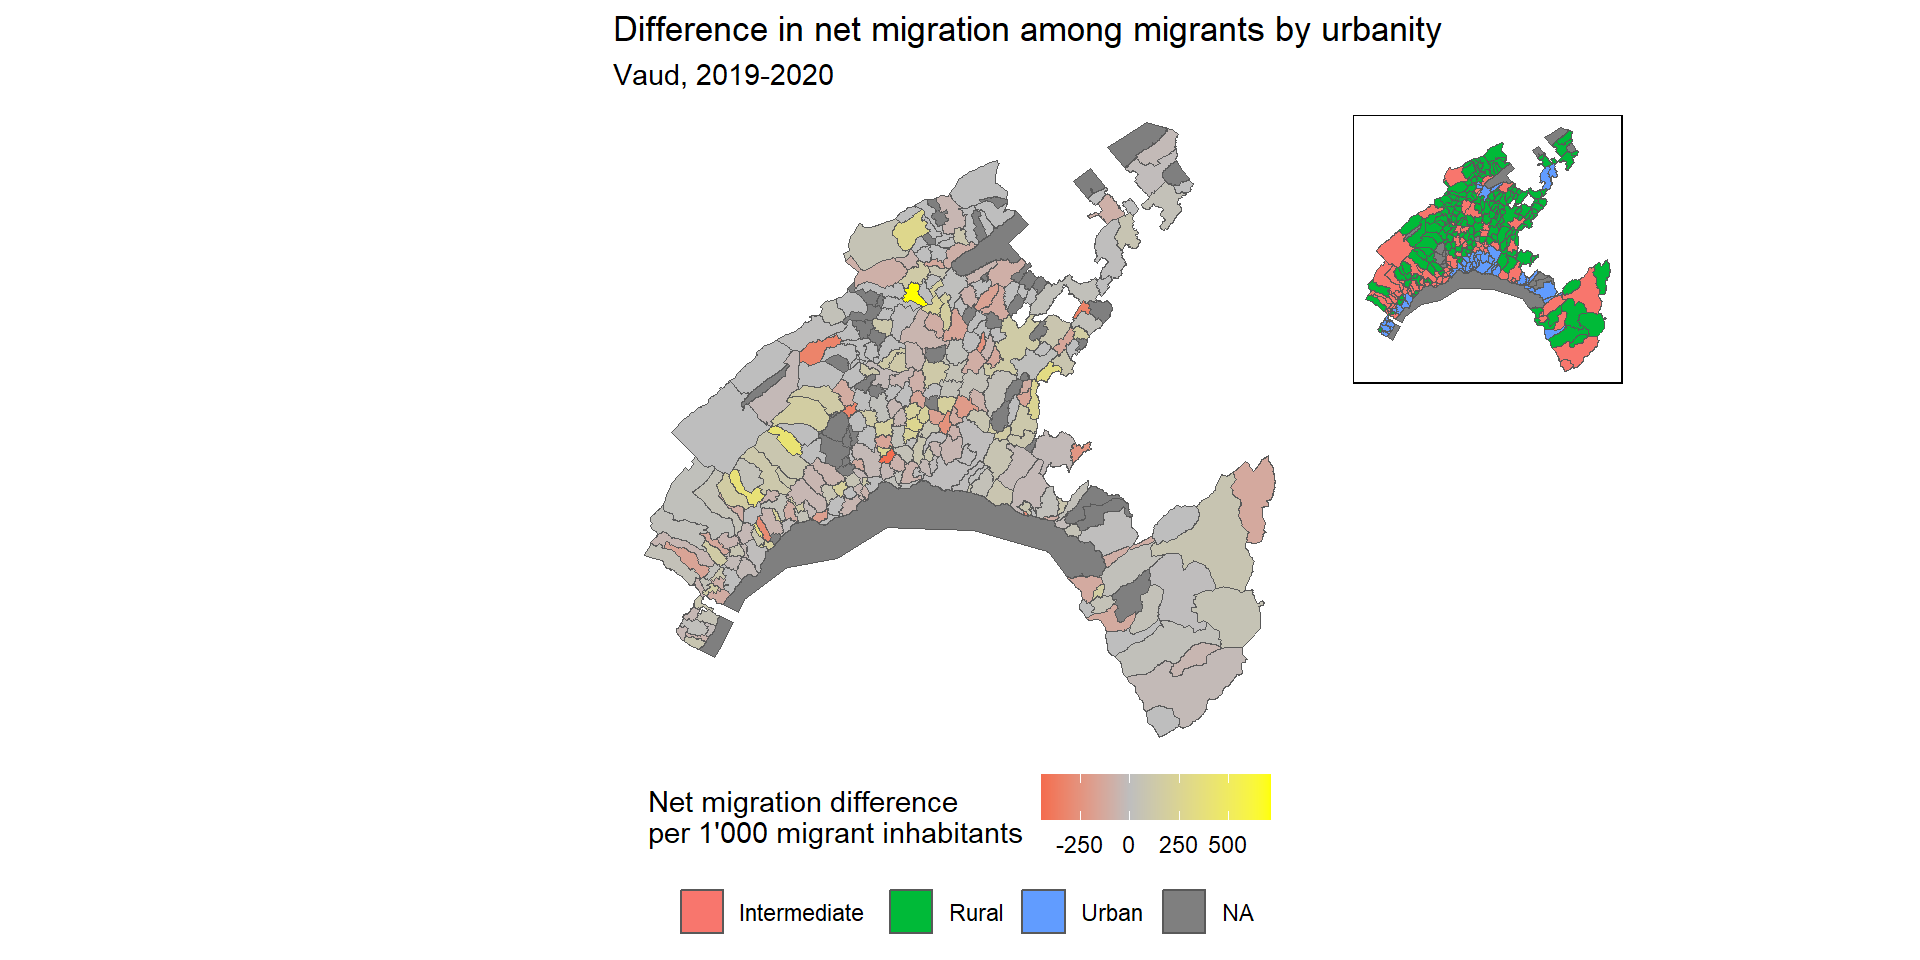 Difference in net migration among migrants by urbanity
Vaud, 2019-2020
Net migration difference
per 1'000 migrant inhabitants
-250 0 250 500
Intermediate Rural Urban NA